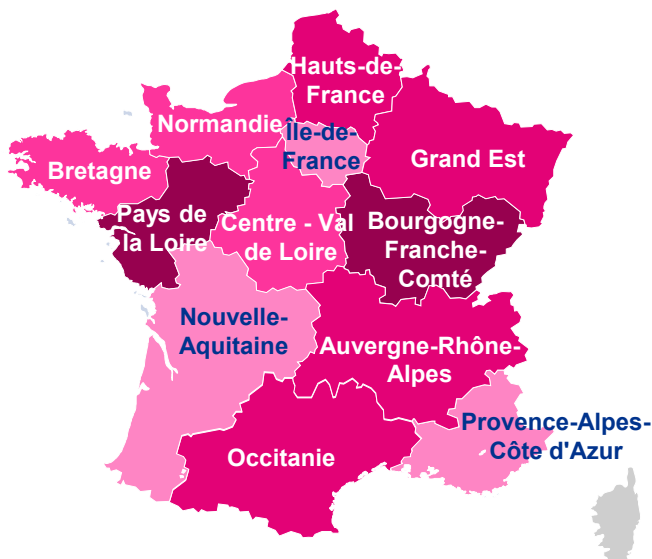 Hauts-de-
France
Normandie
Île-de-
France
Grand Est
Bretagne
Pays de
la Loire
Centre - Val
de Loire
Bourgogne-
Franche-
Comté
Nouvelle-
Aquitaine
Auvergne-Rhône-
Alpes
Provence-Alpes-
Côte d'Azur
Occitanie